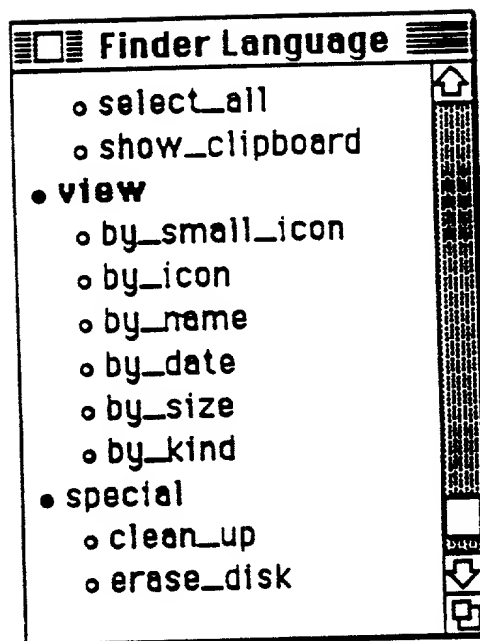 Finder Language
select_all
show_clipboard
view
by_small_icon
by_icon
by_name
by_date
by_size
by_kind
special
clean_up
erase_disk